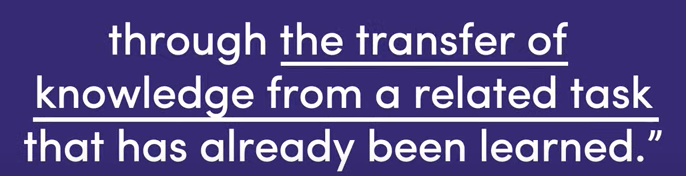 through the transfer of
knowledge from a related task
that has already been learned.”